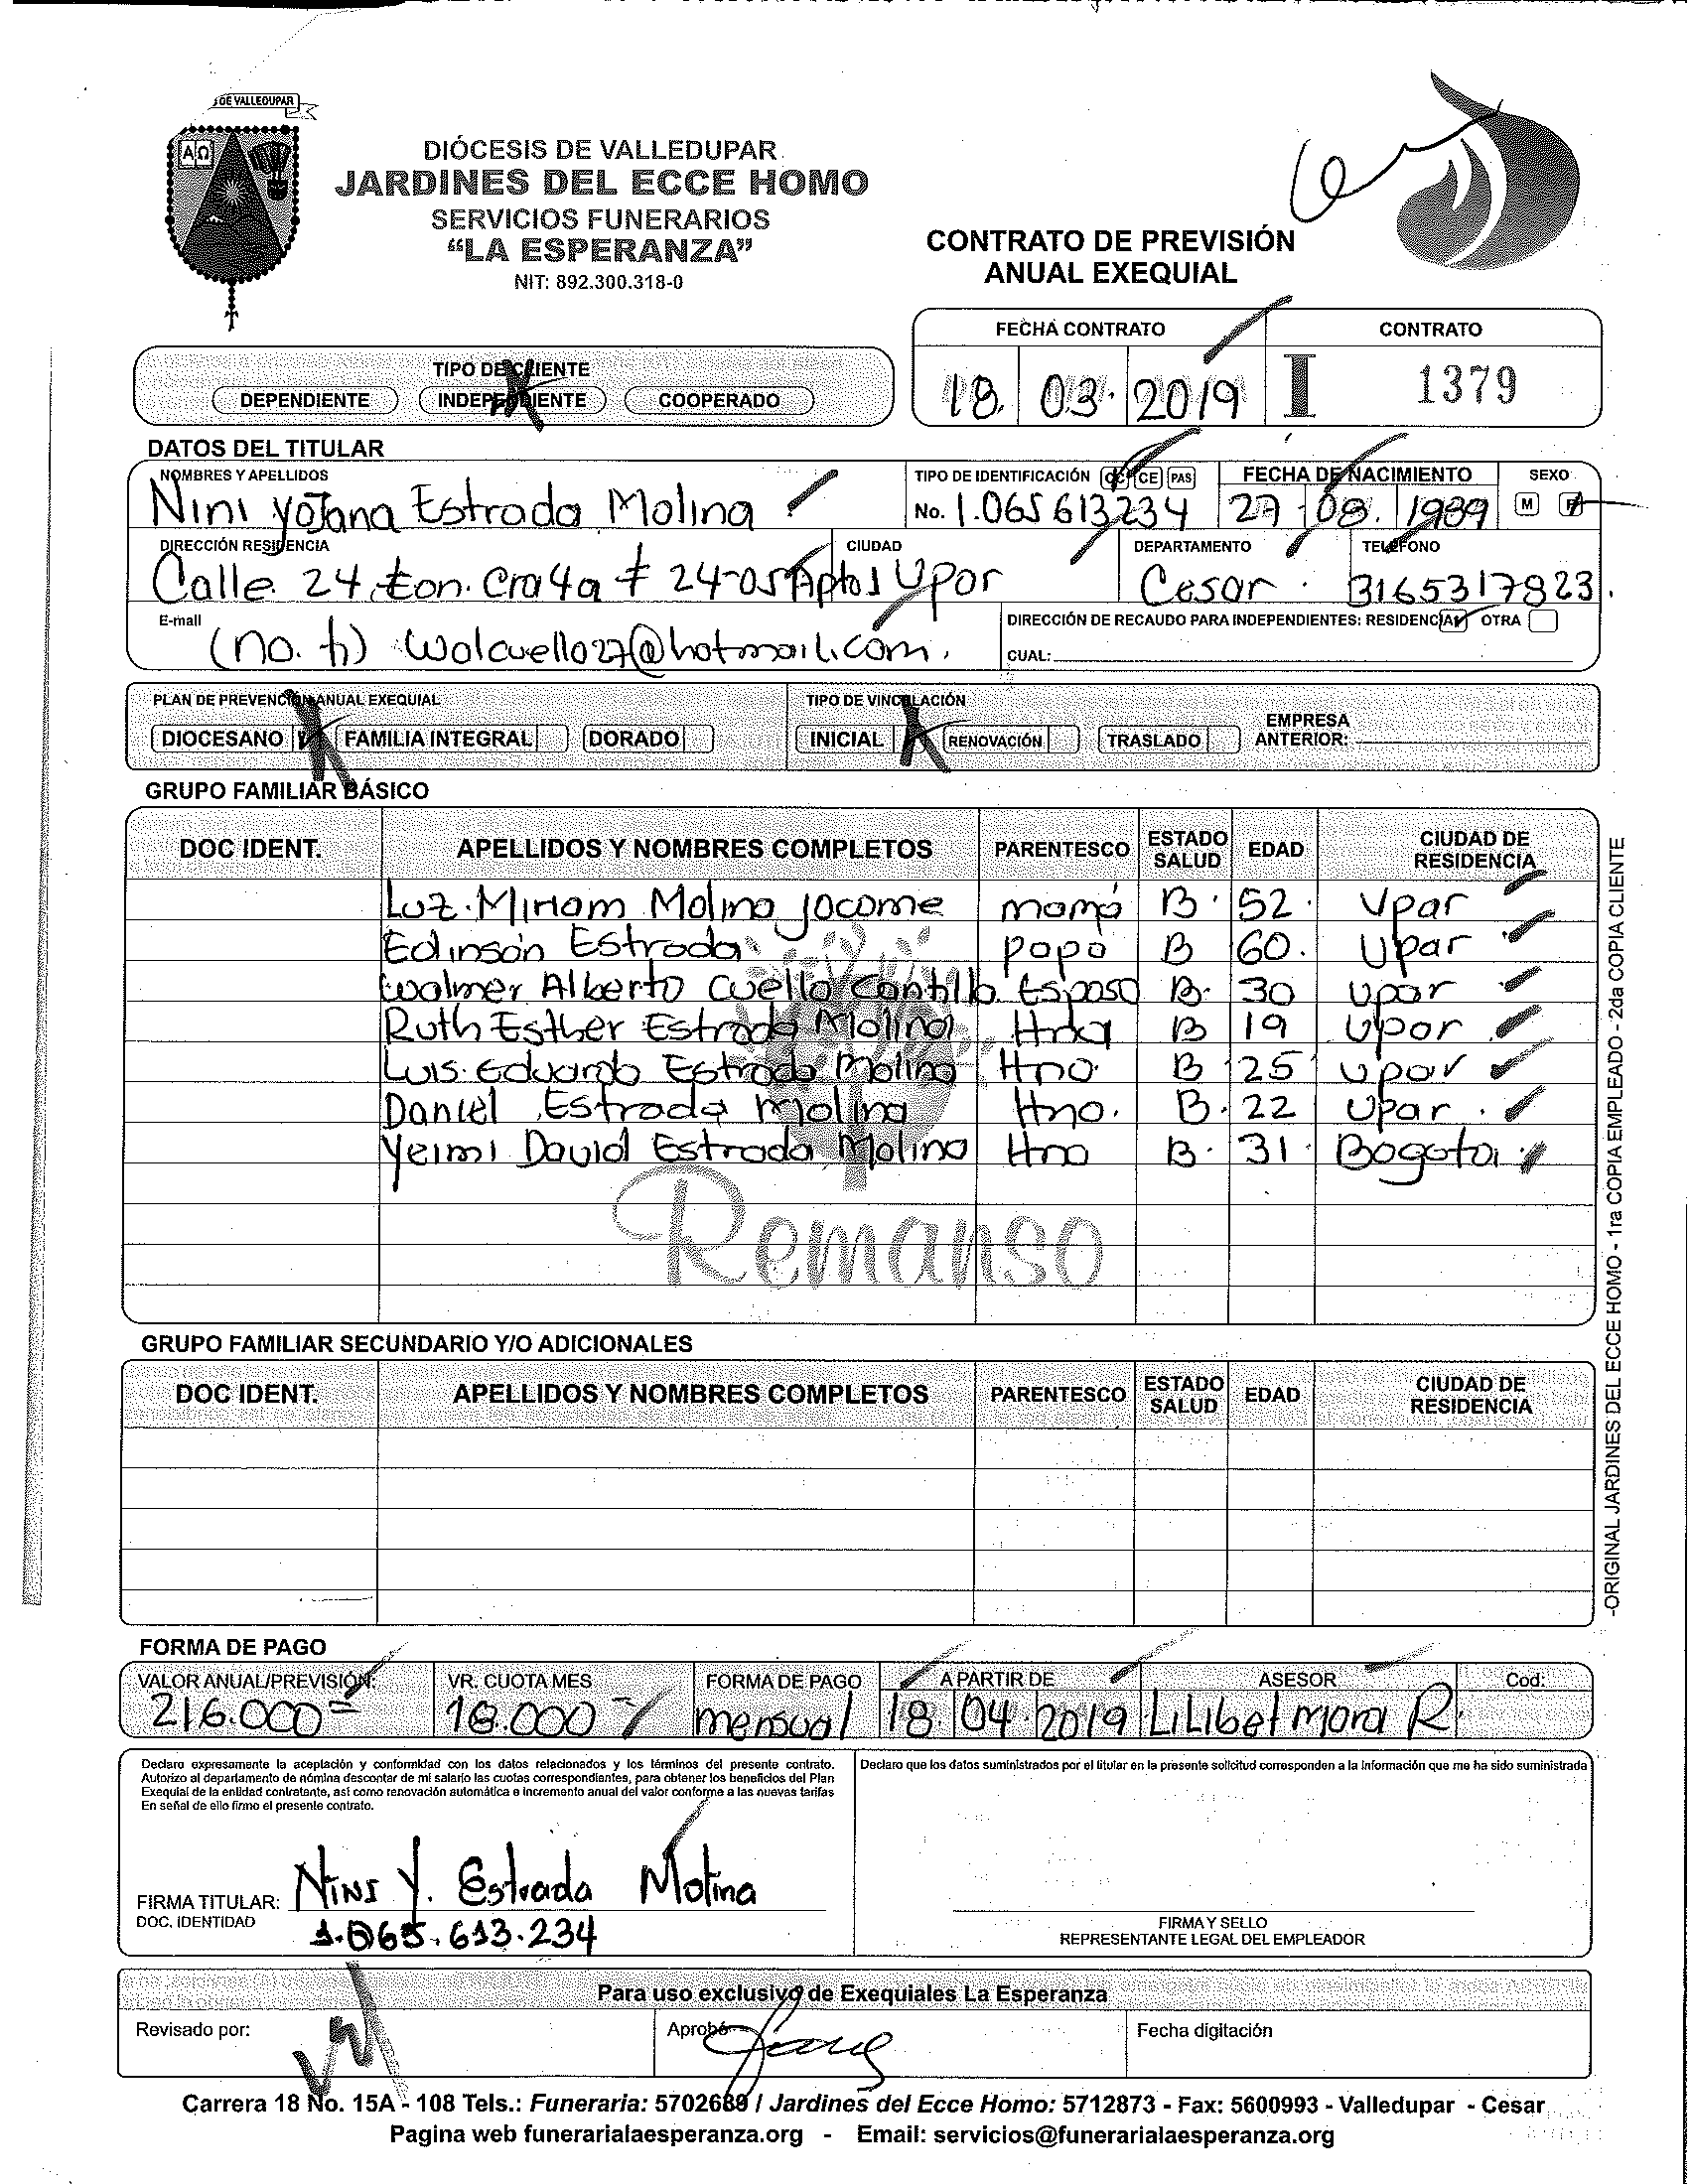 DE VALLEDUPAR
ΑΩ
DIÓCESIS DE VALLEDUPAR
JARDINES DEL ECCE HOMO
SERVICIOS FUNERARIOS
“LA ESPERANZA”
NIT: 892.300.318-0
CONTRATO DE PREVISIÓN
ANUAL EXEQUIAL
FECHA CONTRATO CONTRATO
18. 03. 2019 I 1379
TIPO DE CLIENTE
DEPENDIENTE INDEPENDIENTE COOPERADO
DATOS DEL TITULAR
NOMBRES Y APELLIDOS TIPO DE IDENTIFICACIÓN CC CE PAS FECHA DE NACIMIENTO SEXO
Nini yojana Estrada Molina No. 1.065613234 27 08. 1989 M F
DIRECCIÓN RESIDENCIA CIUDAD DEPARTAMENTO TELÉFONO
Calle 24 con. Cra 4a # 24-05 Apto 1 Upar Cesar. 3165317823.
E-mail DIRECCIÓN DE RECAUDO PARA INDEPENDIENTES: RESIDENCIA OTRA
(no. ti) walcuello27@hotmail.com. CUAL:
PLAN DE PREVENCIÓN ANUAL EXEQUIAL TIPO DE VINCULACIÓN
DIOCESANO FAMILIA INTEGRAL DORADO INICIAL RENOVACIÓN TRASLADO EMPRESA ANTERIOR:
GRUPO FAMILIAR BÁSICO
DOC IDENT. APELLIDOS Y NOMBRES COMPLETOS PARENTESCO ESTADO SALUD EDAD CIUDAD DE RESIDENCIA
Luz. Miriam Molina Jacome mamá B. 52. Vpar
Edinson Estrada papa B 60. Upar
Walmer Alberto Cuello Cantillo. Esposo B. 30 Upar
Ruth Esther Estrada Molina Hna B 19 Upar
Luis. Eduardo Estrada Molina Hno. B 25 Upar
Daniel Estrada Molina Hno. B. 22 Upar.
Yeimi David Estrada Molina Hno B. 31. Bogota
Remanso
GRUPO FAMILIAR SECUNDARIO Y/O ADICIONALES
DOC IDENT. APELLIDOS Y NOMBRES COMPLETOS PARENTESCO ESTADO SALUD EDAD CIUDAD DE RESIDENCIA
FORMA DE PAGO
VALOR ANUAL/PREVISIÓN: VR. CUOTA MES FORMA DE PAGO A PARTIR DE ASESOR Cod:
216.000= 18.000= mensual 18. 04. 2019 Lilibet mora R.
Declaro expresamente la aceptación y conformidad con los datos relacionados y los términos del presente contrato.
Autorizo al departamento de nómina descontar de mi salario las cuotas correspondientes, para obtener los beneficios del Plan
Exequial de la entidad contratante, así como renovación automática e incremento anual del valor conforme a las nuevas tarifas
En señal de ello firmo el presente contrato.
Declaro que los datos suministrados por el titular en la presente solicitud corresponden a la información que me ha sido suministrada
FIRMA TITULAR: Nini Y. Estrada Molina
DOC. IDENTIDAD 1.065.613.234
FIRMA Y SELLO
REPRESENTANTE LEGAL DEL EMPLEADOR
Para uso exclusivo de Exequiales La Esperanza
Revisado por: Aprobó Fecha digitación
Carrera 18 No. 15A - 108 Tels.: Funeraria: 5702689 / Jardines del Ecce Homo: 5712873 - Fax: 5600993 - Valledupar - Cesar
Pagina web funerarialaesperanza.org - Email: servicios@funerarialaesperanza.org
-ORIGINAL JARDINES DEL ECCE HOMO - 1ra COPIA EMPLEADO - 2da COPIA CLIENTE